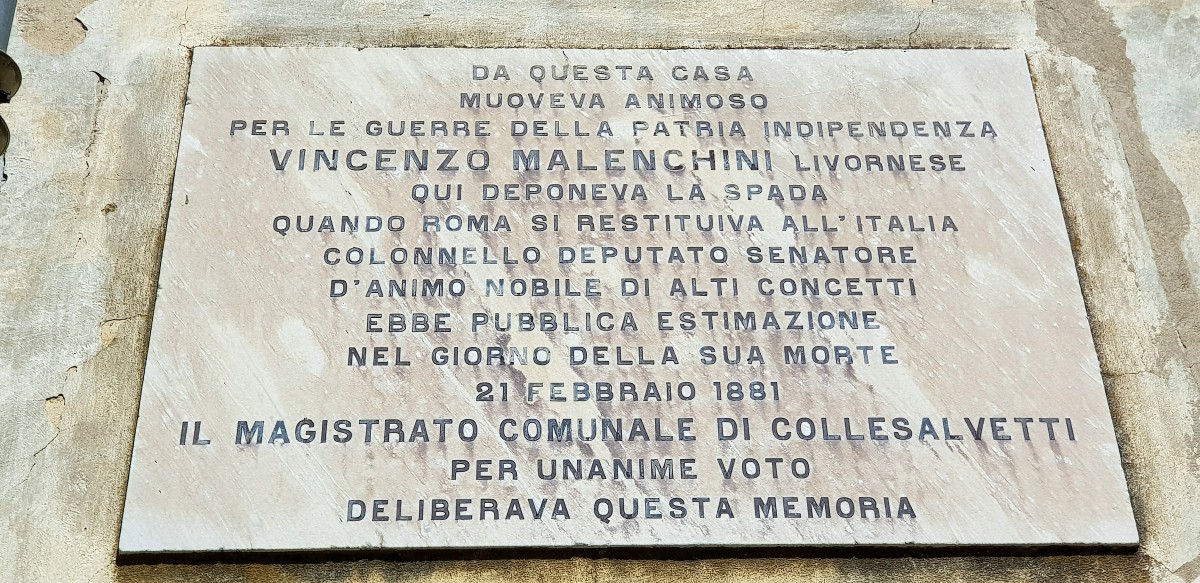 DA QUESTA CASA
MUOVEVA ANIMOSO
PER LE GUERRE DELLA PATRIA INDIPENDENZA
VINCENZO MALENCHINI LIVORNESE
QUI DEPONEVA LA SPADA
QUANDO ROMA SI RESTITUIVA ALL'ITALIA
COLONNELLO DEPUTATO SENATORE
D'ANIMO NOBILE DI ALTI CONCETTI
EBBE PUBBLICA ESTIMAZIONE
NEL GIORNO DELLA SUA MORTE
21 FEBBRAIO 1881
IL MAGISTRATO COMUNALE DI COLLESALVETTI
PER UNANIME VOTO
DELIBERAVA QUESTA MEMORIA